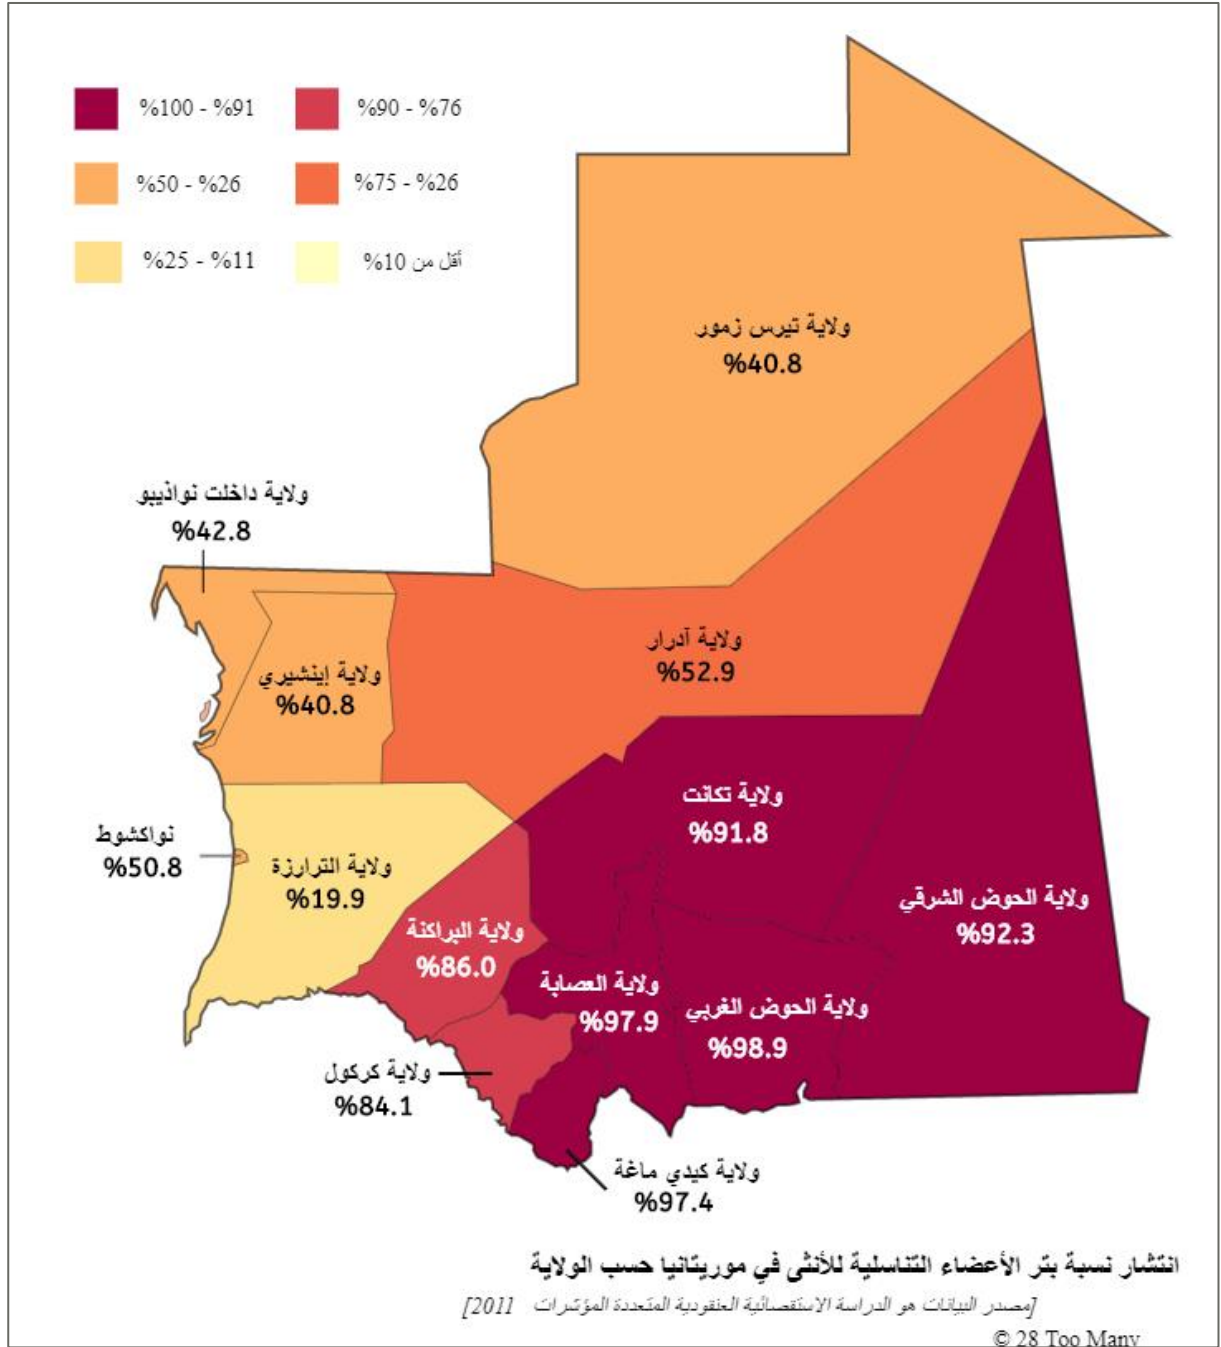 %100 - %91
%90 - %76
%50 - %26
%75 - %26
%25 - %11
أقل من 10%
ولاية تيرس زمور
%40.8
ولاية داخلت نواذيبو
%42.8
ولاية آدرار
%52.9
ولاية إينشيري
%40.8
ولاية تكانت
%91.8
نواكشوط
%50.8
ولاية الترارزة
%19.9
ولاية الحوض الشرقي
%92.3
ولاية البراكنة
%86.0
ولاية العصابة
%97.9
ولاية الحوض الغربي
%98.9
ولاية كركول
%84.1
ولاية كيدي ماغة
%97.4
انتشار نسبة بتر الأعضاء التناسلية للأنثى في موريتانيا حسب الولاية
[مصدر البيانات هو الدراسة الاستقصائية العنقودية المتعددة المؤشرات 2011]
© 28 Too Many